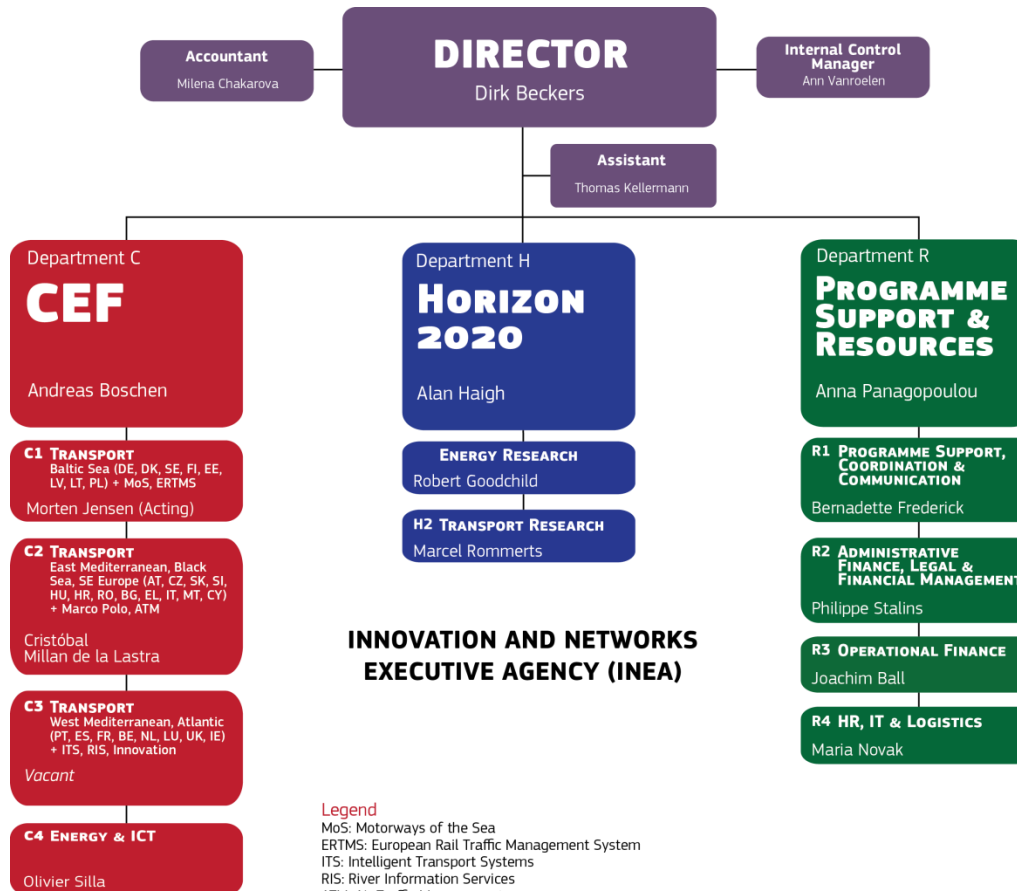 Accountant
Milena Chakarova
DIRECTOR
Dirk Beckers
Internal Control
Manager
Ann Vanroelen
Assistant
Thomas Kellermann
Department C
CEF
Andreas Boschen
C1 TRANSPORT
Baltic Sea (DE, DK, SE, FI, EE,
LV, LT, PL) + MoS, ERTMS
Morten Jensen (Acting)
C2 TRANSPORT
East Mediterranean, Black
Sea, SE Europe (AT, CZ, SK, SI,
HU, HR, RO, BG, EL, IT, MT, CY)
+ Marco Polo, ATM
Cristóbal
Millan de la Lastra
C3 TRANSPORT
West Mediterranean, Atlantic
(PT, ES, FR, BE, NL, LU, UK, IE)
+ ITS, RIS, Innovation
Vacant
C4 ENERGY & ICT
Olivier Silla
Department H
HORIZON
2020
Alan Haigh
ENERGY RESEARCH
Robert Goodchild
H2 TRANSPORT RESEARCH
Marcel Rommerts
INNOVATION AND NETWORKS
EXECUTIVE AGENCY (INEA)
Department R
PROGRAMME
SUPPORT &
RESOURCES
Anna Panagopoulou
R1 PROGRAMME SUPPORT,
COORDINATION &
COMMUNICATION
Bernadette Frederick
R2 ADMINISTRATIVE
FINANCE, LEGAL &
FINANCIAL MANAGEMENT
Philippe Stalins
R3 OPERATIONAL FINANCE
Joachim Ball
R4 HR, IT & LOGISTICS
Maria Novak
Legend
MoS: Motorways of the Sea
ERTMS: European Rail Traffic Management System
ITS: Intelligent Transport Systems
RIS: River Information Services